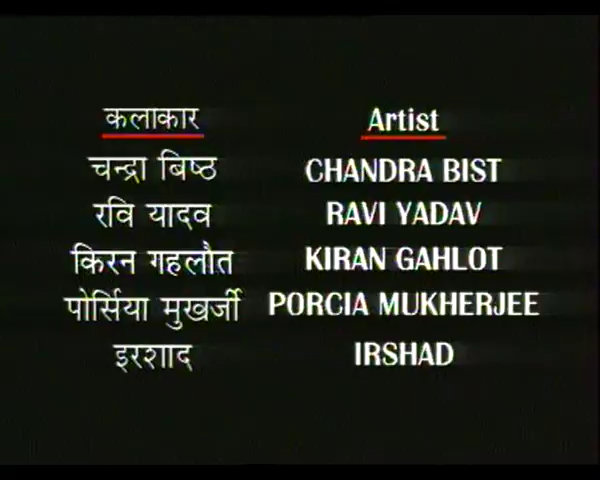 कलाकार Artist
चन्द्रा बिष्ठ CHANDRA BIST
रवि यादव RAVI YADAV
किरन गहलौत KIRAN GAHLOT
पोर्सिया मुखर्जी PORCIA MUKHERJEE
इरशाद IRSHAD